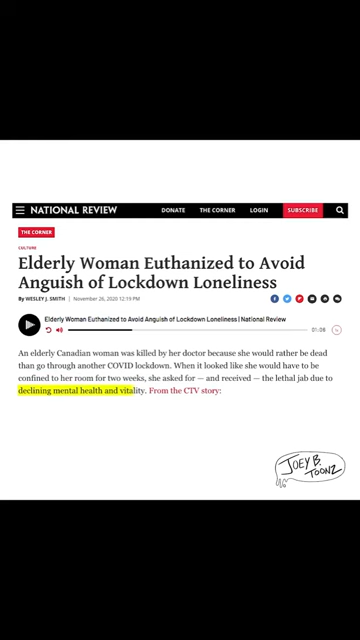 NATIONAL REVIEW DONATE THE CORNER LOGIN SUBSCRIBE
THE CORNER
CULTURE
Elderly Woman Euthanized to Avoid
Anguish of Lockdown Loneliness
By WESLEY J. SMITH | November 26, 2020 12:19 PM
Elderly Woman Euthanized to Avoid Anguish of Lockdown Loneliness | National Review
01:08
An elderly Canadian woman was killed by her doctor because she would rather be dead
than go through another COVID lockdown. When it looked like she would have to be
confined to her room for two weeks, she asked for — and received — the lethal jab due to
declining mental health and vitality. From the CTV story:
JOEY B.
TOONZ